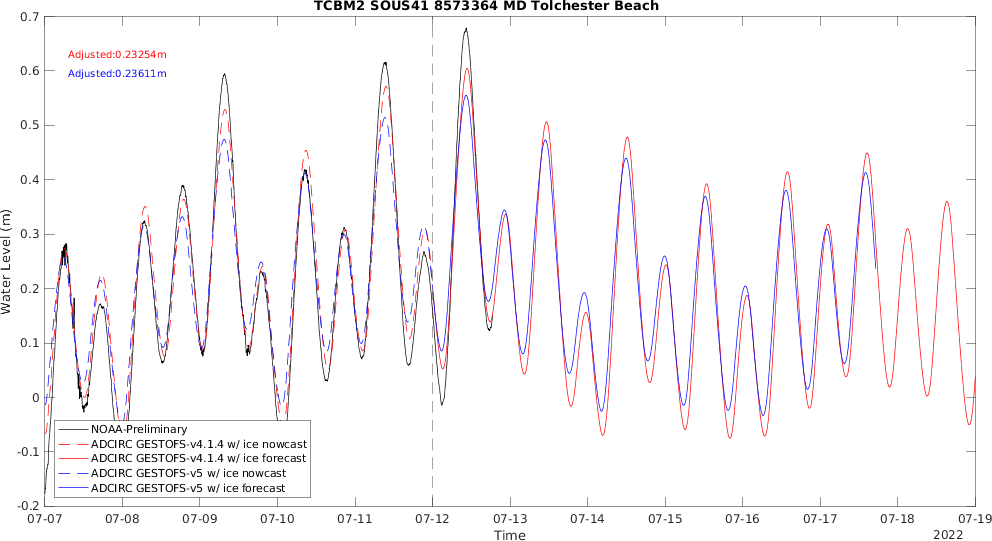 TCBM2 SOUS41 8573364 MD Tolchester Beach
Adjusted:0.23254m
Adjusted:0.23611m
Water Level (m)
0.7
0.6
0.5
0.4
0.3
0.2
0.1
0
-0.1
-0.2
NOAA-Preliminary
ADCIRC GESTOFS-v4.1.4 w/ ice nowcast
ADCIRC GESTOFS-v4.1.4 w/ ice forecast
ADCIRC GESTOFS-v5 w/ ice nowcast
ADCIRC GESTOFS-v5 w/ ice forecast
07-07 07-08 07-09 07-10 07-11 07-12 07-13 07-14 07-15 07-16 07-17 07-18 07-19
Time
2022